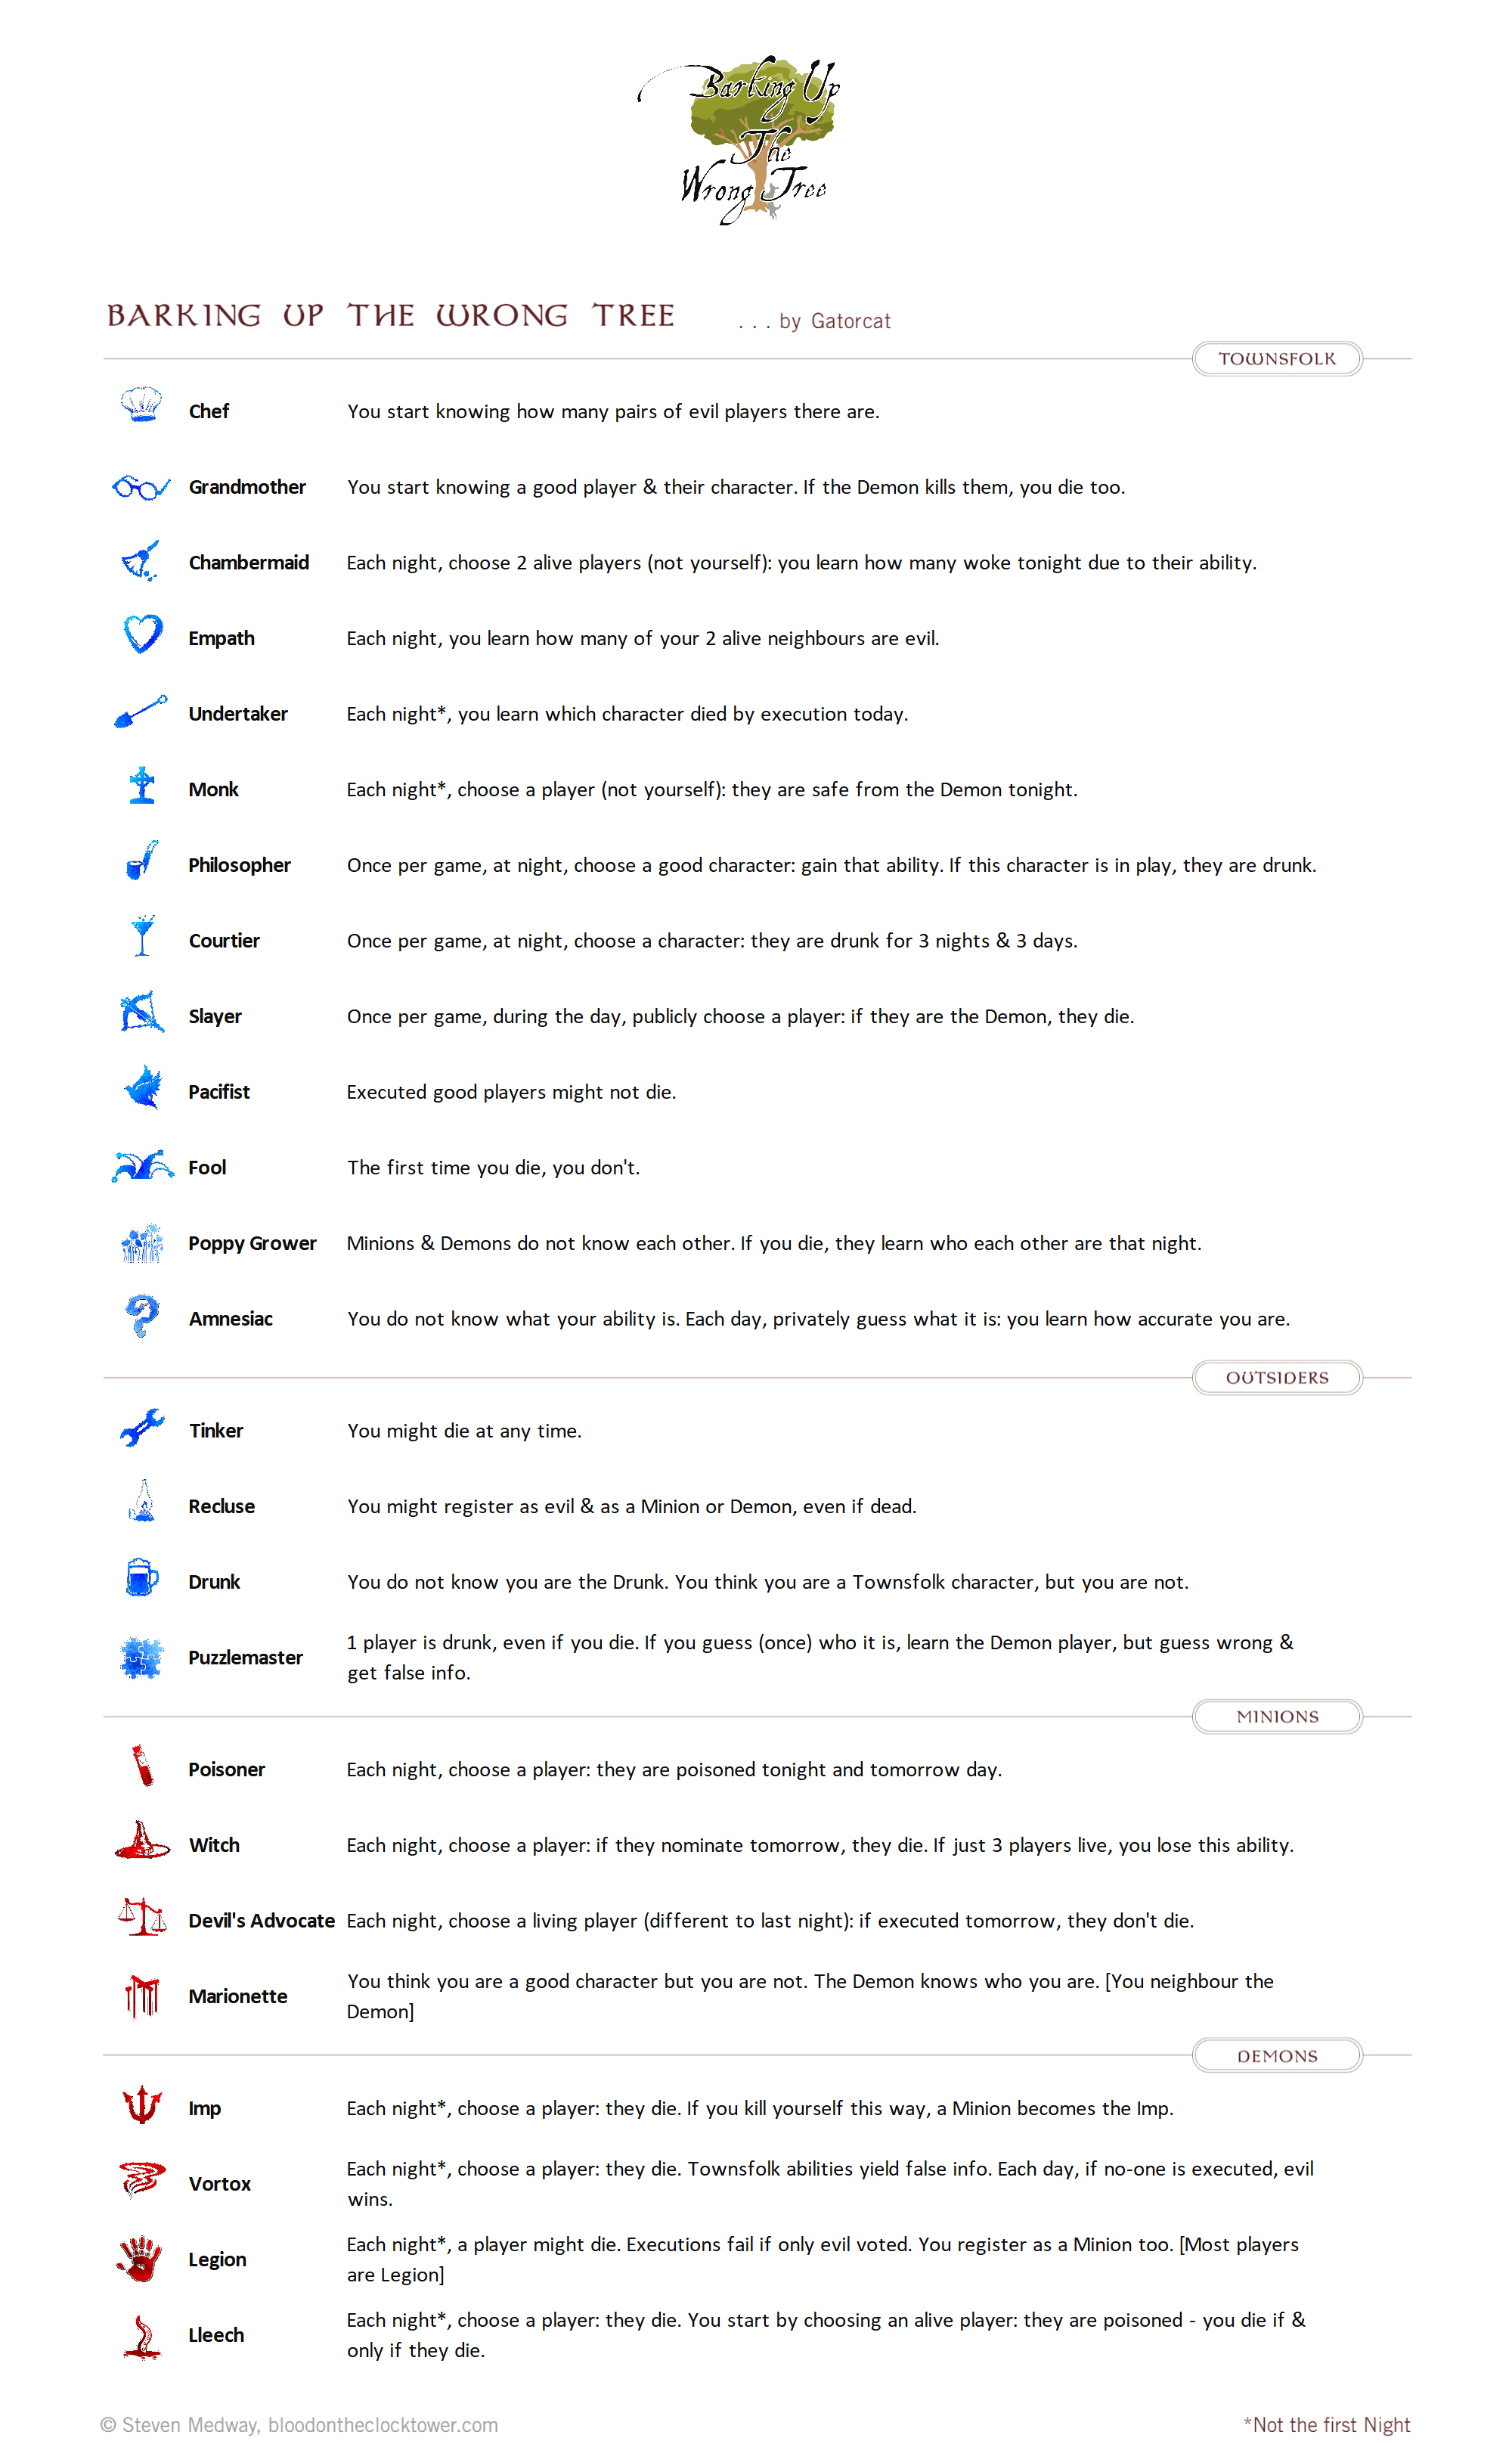 Barking Up
The
Wrong Tree
BARKING UP THE WRONG TREE . . . by Gatorcat
TOWNSFOLK
Chef You start knowing how many pairs of evil players there are.
Grandmother You start knowing a good player & their character. If the Demon kills them, you die too.
Chambermaid Each night, choose 2 alive players (not yourself): you learn how many woke tonight due to their ability.
Empath Each night, you learn how many of your 2 alive neighbours are evil.
Undertaker Each night*, you learn which character died by execution today.
Monk Each night*, choose a player (not yourself): they are safe from the Demon tonight.
Philosopher Once per game, at night, choose a good character: gain that ability. If this character is in play, they are drunk.
Courtier Once per game, at night, choose a character: they are drunk for 3 nights & 3 days.
Slayer Once per game, during the day, publicly choose a player: if they are the Demon, they die.
Pacifist Executed good players might not die.
Fool The first time you die, you don't.
Poppy Grower Minions & Demons do not know each other. If you die, they learn who each other are that night.
Amnesiac You do not know what your ability is. Each day, privately guess what it is: you learn how accurate you are.
OUTSIDERS
Tinker You might die at any time.
Recluse You might register as evil & as a Minion or Demon, even if dead.
Drunk You do not know you are the Drunk. You think you are a Townsfolk character, but you are not.
Puzzlemaster 1 player is drunk, even if you die. If you guess (once) who it is, learn the Demon player, but guess wrong &
get false info.
MINIONS
Poisoner Each night, choose a player: they are poisoned tonight and tomorrow day.
Witch Each night, choose a player: if they nominate tomorrow, they die. If just 3 players live, you lose this ability.
Devil's Advocate Each night, choose a living player (different to last night): if executed tomorrow, they don't die.
Marionette You think you are a good character but you are not. The Demon knows who you are. [You neighbour the
Demon]
DEMONS
Imp Each night*, choose a player: they die. If you kill yourself this way, a Minion becomes the Imp.
Vortox Each night*, choose a player: they die. Townsfolk abilities yield false info. Each day, if no-one is executed, evil
wins.
Legion Each night*, a player might die. Executions fail if only evil voted. You register as a Minion too. [Most players
are Legion]
Lleech Each night*, choose a player: they die. You start by choosing an alive player: they are poisoned - you die if &
only if they die.
© Steven Medway, bloodontheclocktower.com *Not the first Night